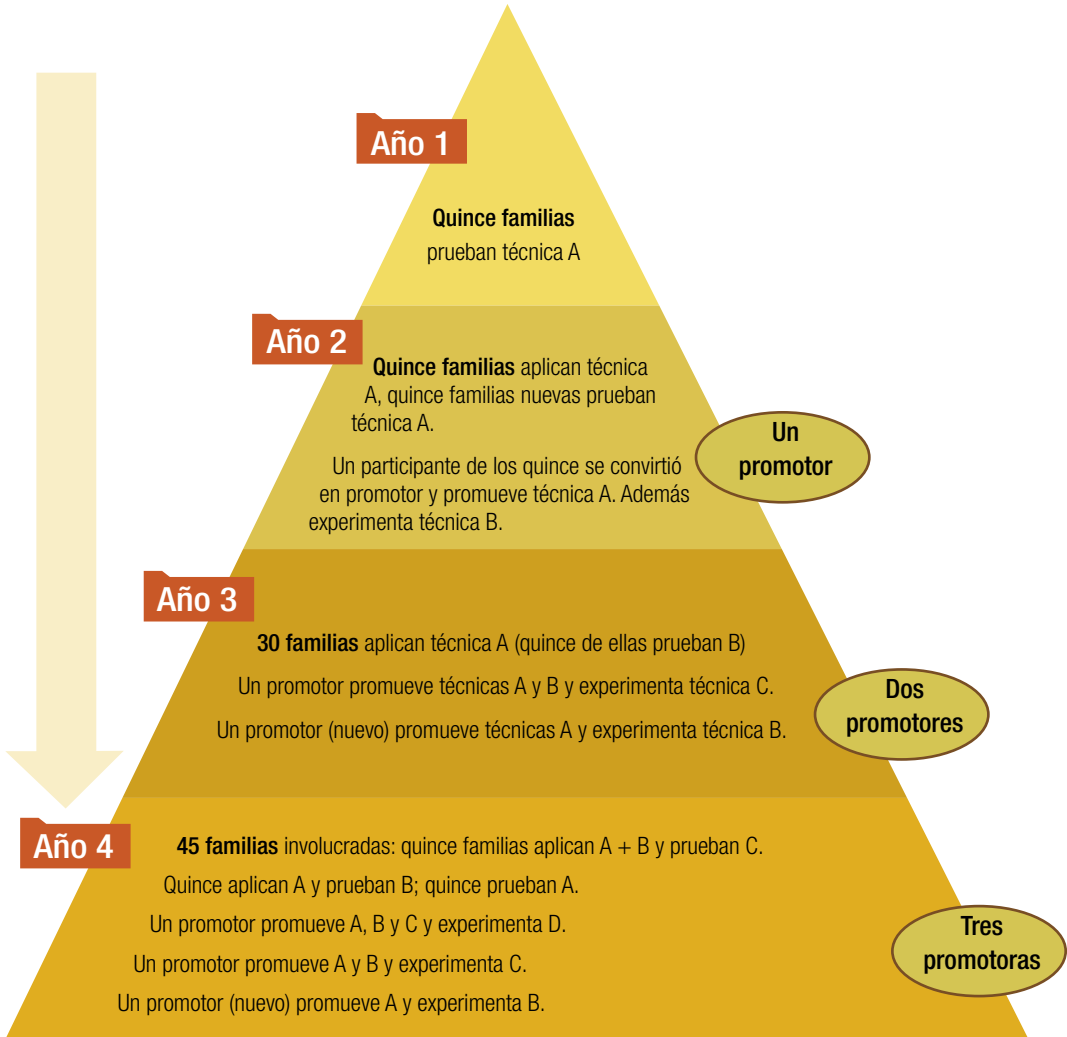 Año 1
Quince familias
prueban técnica A
Año 2
Quince familias aplican técnica
A, quince familias nuevas prueban
técnica A.
Un participante de los quince se convirtió
en promotor y promueve técnica A. Además
experimenta técnica B.
Un
promotor
Año 3
30 familias aplican técnica A (quince de ellas prueban B)
Un promotor promueve técnicas A y B y experimenta técnica C.
Un promotor (nuevo) promueve técnicas A y experimenta técnica B.
Dos
promotores
Año 4
45 familias involucradas: quince familias aplican A + B y prueban C.
Quince aplican A y prueban B; quince prueban A.
Un promotor promueve A, B y C y experimenta D.
Un promotor promueve A y B y experimenta C.
Un promotor (nuevo) promueve A y experimenta B.
Tres
promotoras